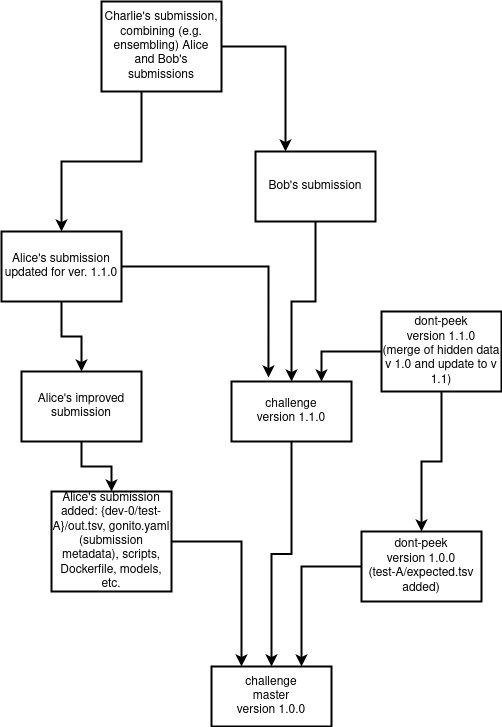 Charlie's submission,
combining (e.g.
ensembling) Alice
and Bob's
submissions
Bob's submission
Alice's submission
updated for ver. 1.1.0
dont-peek
version 1.1.0
(merge of hidden data
v 1.0 and update to v
1.1)
Alice's improved
submission
challenge
version 1.1.0
Alice's submission
added: {dev-0/test-
A}/out.tsv, gonito.yaml
(submission
metadata), scripts,
Dockerfile, models,
etc.
dont-peek
version 1.0.0
(test-A/expected.tsv
added)
challenge
master
version 1.0.0